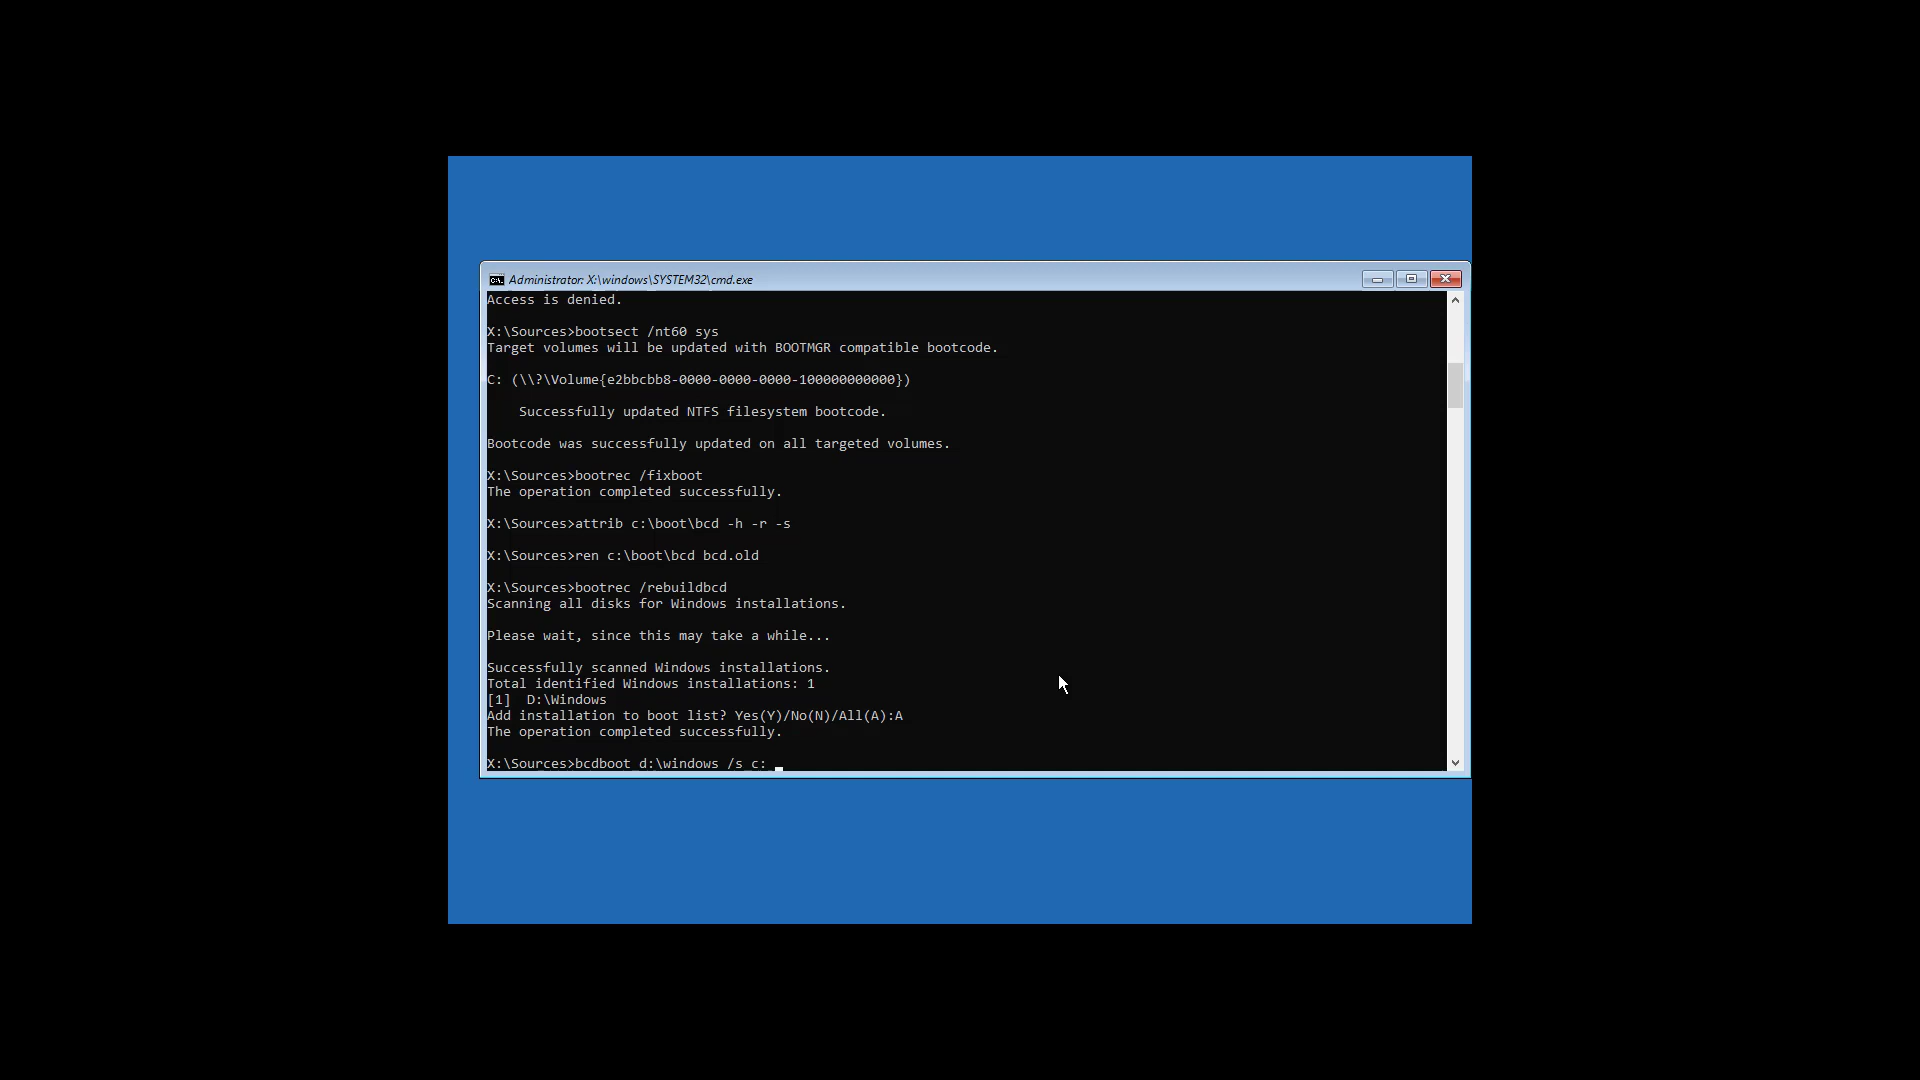 Administrator: X:\windows\SYSTEM32\cmd.exe
Access is denied.
X:\Sources>bootsect /nt60 sys
Target volumes will be updated with BOOTMGR compatible bootcode.
C: (\\?\Volume{e2bbcbb8-0000-0000-0000-100000000000})
Successfully updated NTFS filesystem bootcode.
Bootcode was successfully updated on all targeted volumes.
X:\Sources>bootrec /fixboot
The operation completed successfully.
X:\Sources>attrib c:\boot\bcd -h -r -s
X:\Sources>ren c:\boot\bcd bcd.old
X:\Sources>bootrec /rebuildbcd
Scanning all disks for Windows installations.
Please wait, since this may take a while...
Successfully scanned Windows installations.
Total identified Windows installations: 1
[1]  D:\Windows
Add installation to boot list? Yes(Y)/No(N)/All(A):A
The operation completed successfully.
X:\Sources>bcdboot d:\windows /s c: